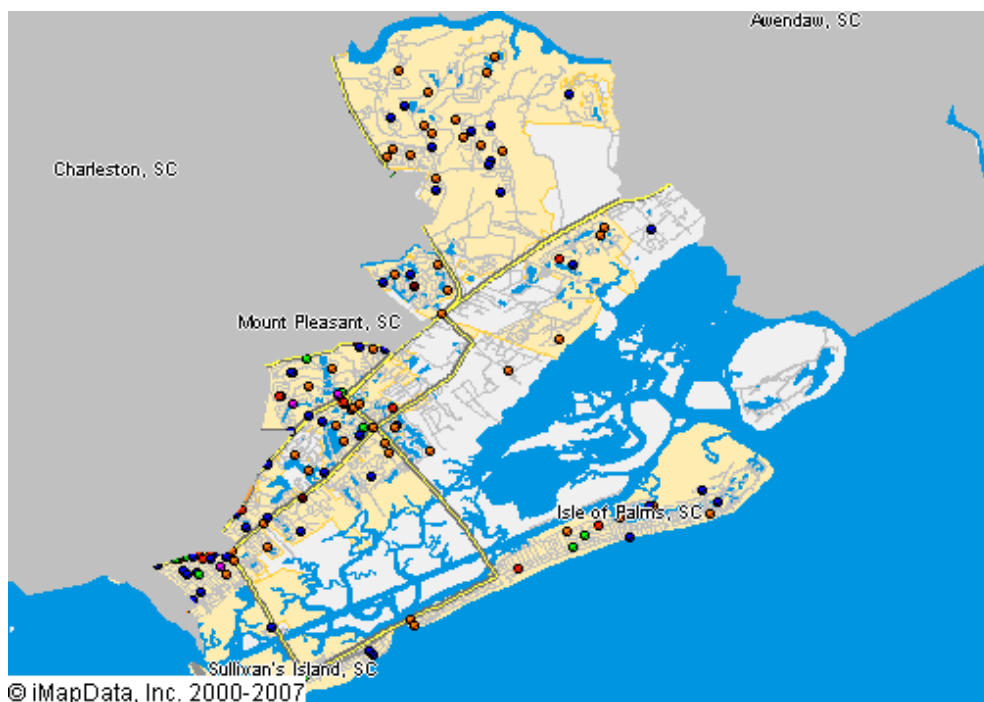 Awendaw, SC
Charleston, SC
Mount Pleasant, SC
Isle of Palms, SC
Sullivan's Island, SC
© iMapData, Inc. 2000-2007